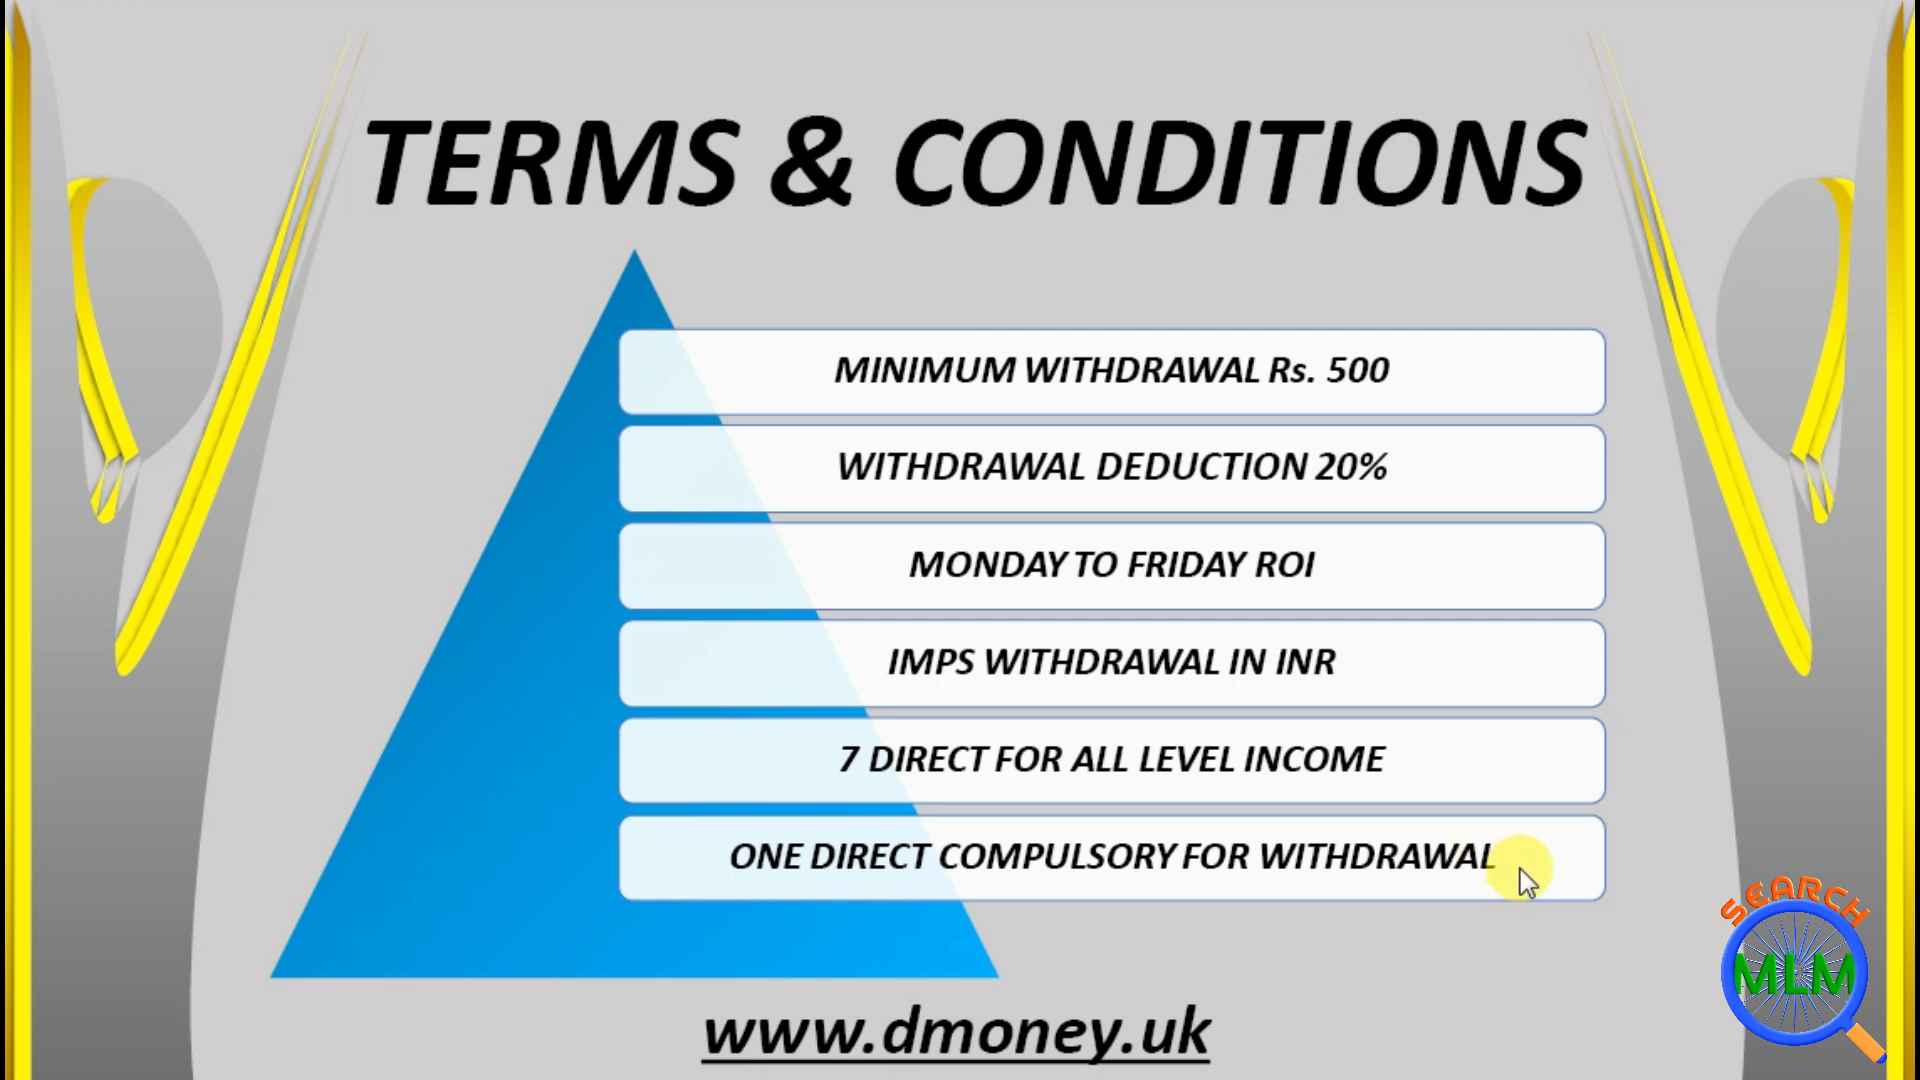 TERMS & CONDITIONS
MINIMUM WITHDRAWAL Rs. 500
WITHDRAWAL DEDUCTION 20%
MONDAY TO FRIDAY ROI
IMPS WITHDRAWAL IN INR
7 DIRECT FOR ALL LEVEL INCOME
ONE DIRECT COMPULSORY FOR WITHDRAWAL
SEARCH
MLM
www.dmoney.uk